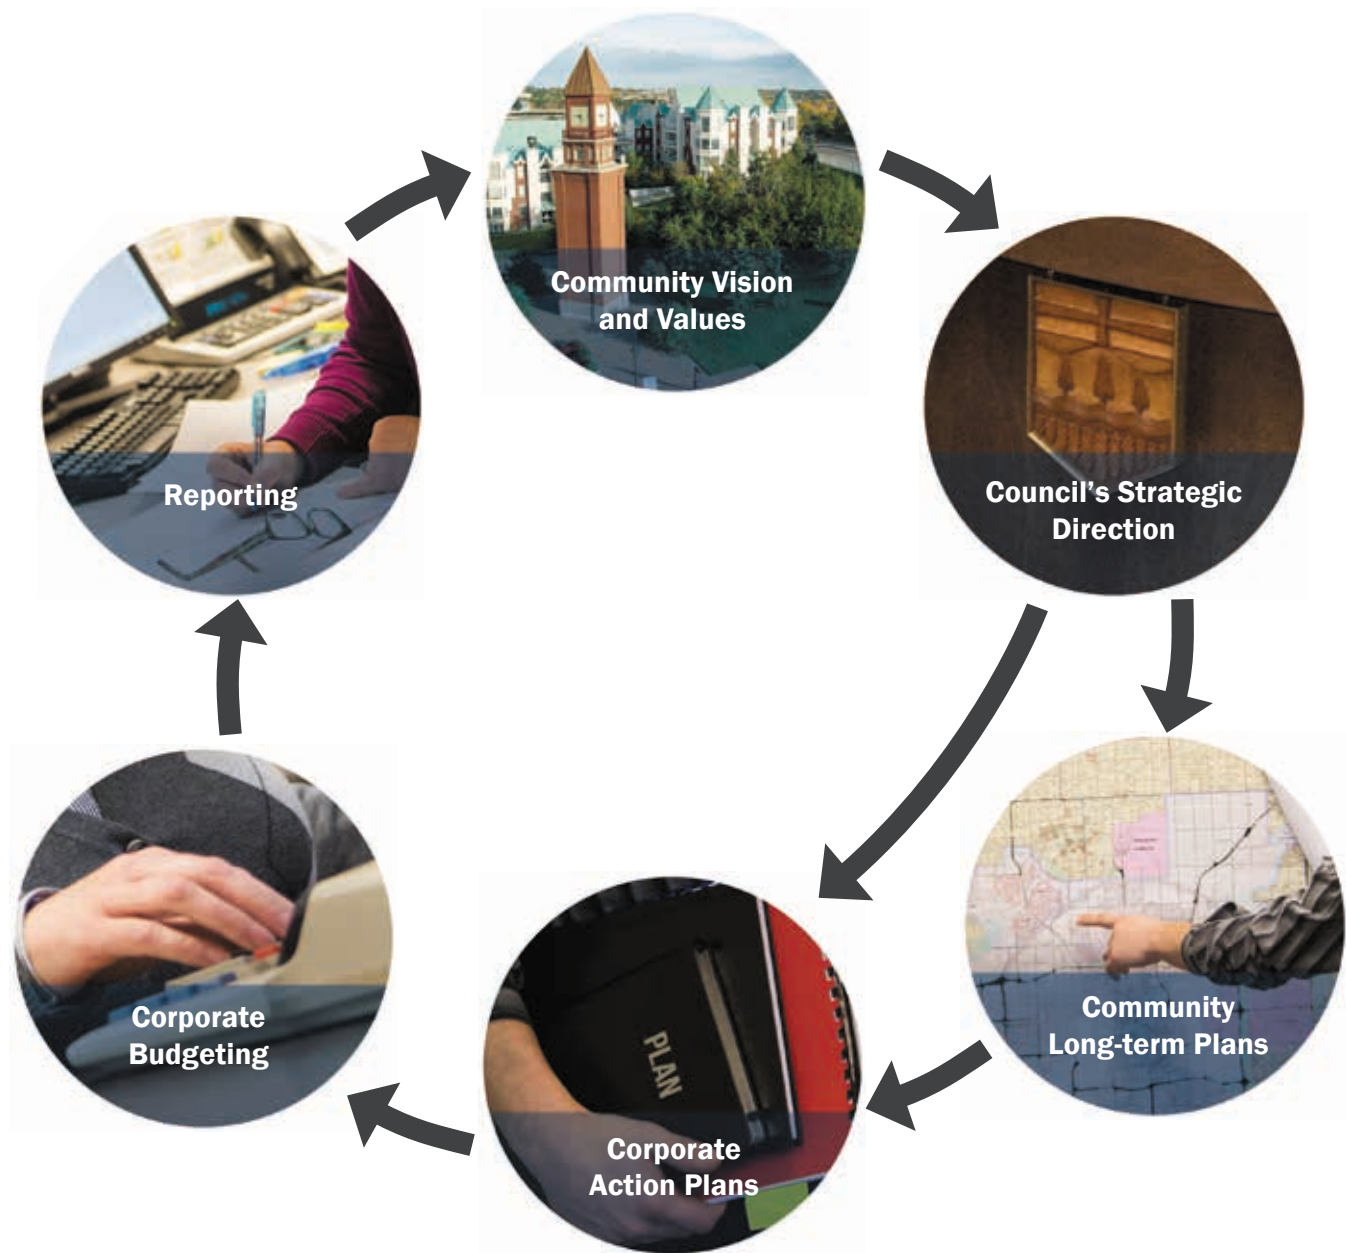 Community Vision
and Values
Council's Strategic
Direction
Community
Long-term Plans
PLAN
Corporate
Action Plans
Corporate
Budgeting
Reporting